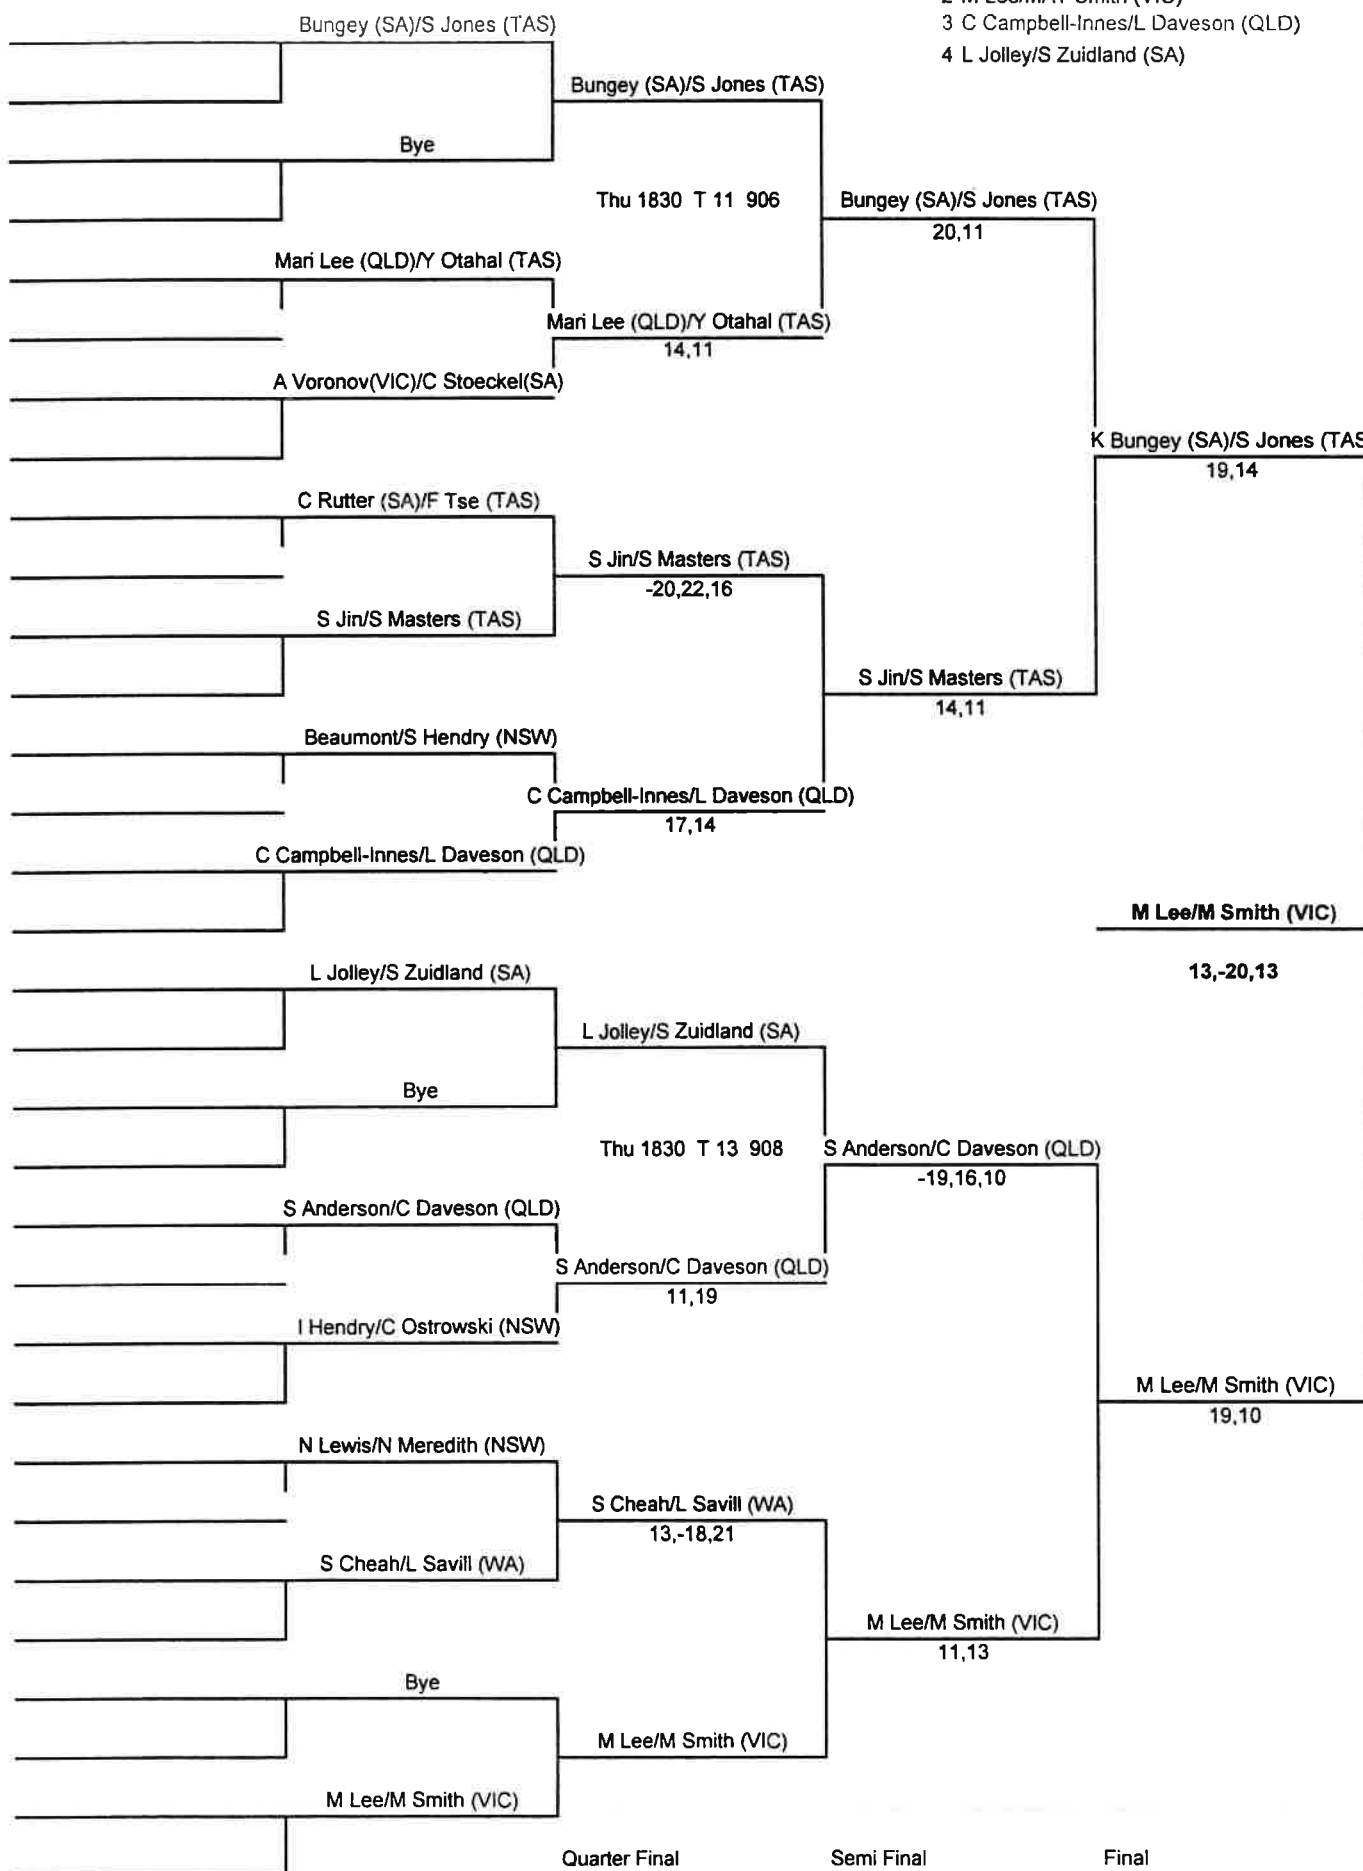 3 C Campbell-Innes/L Daveson (QLD)
4 L Jolley/S Zuidland (SA)
Bungey (SA)/S Jones (TAS)
Bungey (SA)/S Jones (TAS)
Bye
Thu 1830 T 11 906
Bungey (SA)/S Jones (TAS)
20,11
Mari Lee (QLD)/Y Otahal (TAS)
Mari Lee (QLD)/Y Otahal (TAS)
14,11
A Voronov(VIC)/C Stoeckel(SA)
K Bungey (SA)/S Jones (TAS
19,14
C Rutter (SA)/F Tse (TAS)
S Jin/S Masters (TAS)
-20,22,16
S Jin/S Masters (TAS)
S Jin/S Masters (TAS)
14,11
Beaumont/S Hendry (NSW)
C Campbell-Innes/L Daveson (QLD)
17,14
C Campbell-Innes/L Daveson (QLD)
M Lee/M Smith (VIC)
13,-20,13
L Jolley/S Zuidland (SA)
L Jolley/S Zuidland (SA)
Bye
Thu 1830 T 13 908
S Anderson/C Daveson (QLD)
-19,16,10
S Anderson/C Daveson (QLD)
S Anderson/C Daveson (QLD)
11,19
I Hendry/C Ostrowski (NSW)
M Lee/M Smith (VIC)
19,10
N Lewis/N Meredith (NSW)
S Cheah/L Savill (WA)
13,-18,21
S Cheah/L Savill (WA)
M Lee/M Smith (VIC)
11,13
Bye
M Lee/M Smith (VIC)
M Lee/M Smith (VIC)
Quarter Final
Semi Final
Final